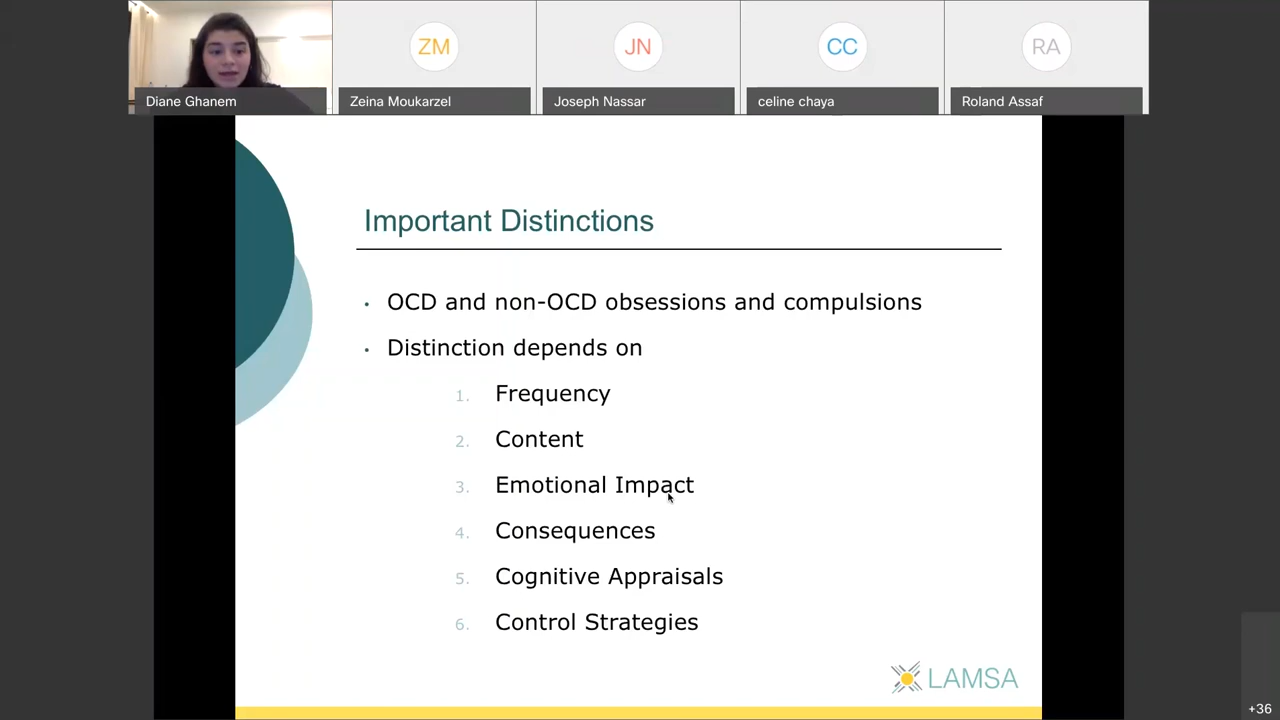 ZM
JN
CC
RA
Diane Ghanem
Zeina Moukarzel
Joseph Nassar
celine chaya
Roland Assaf
Important Distinctions
• OCD and non-OCD obsessions and compulsions
• Distinction depends on
1. Frequency
2. Content
3. Emotional Impact
4. Consequences
5. Cognitive Appraisals
6. Control Strategies
LAMSA
+36